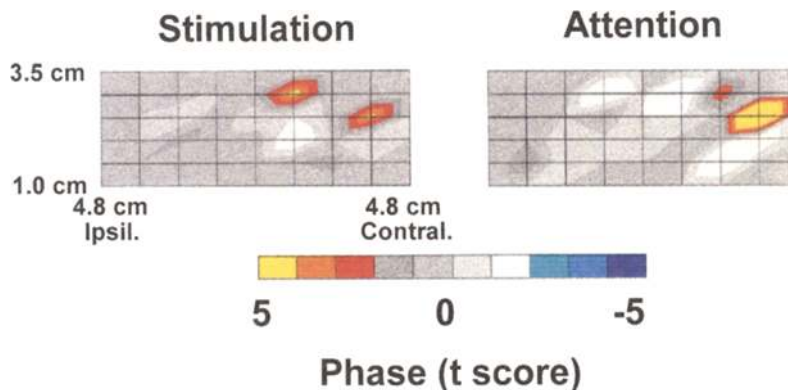 Stimulation Attention
3.5 cm
1.0 cm
4.8 cm 4.8 cm
Ipsil. Contral.
5 0 -5
Phase (t score)